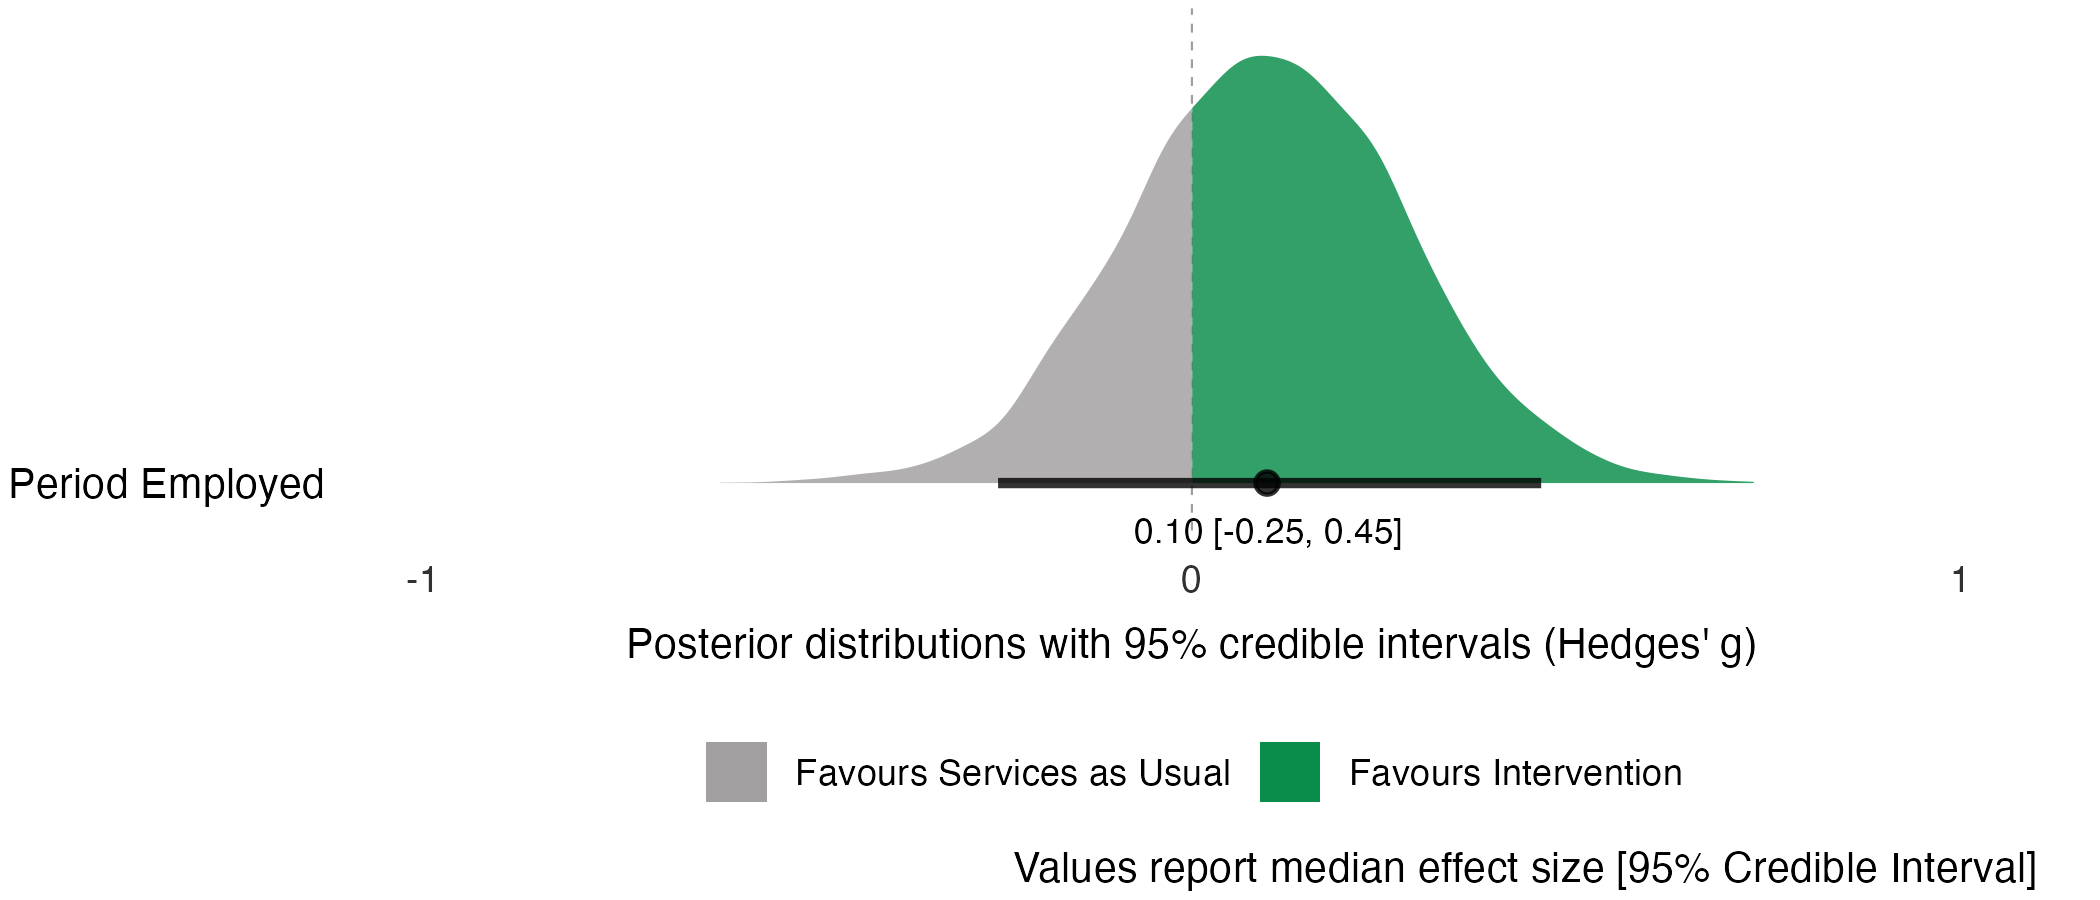 Period Employed
0.10 [-0.25, 0.45]
-1 0 1
Posterior distributions with 95% credible intervals (Hedges' g)
Favours Services as Usual Favours Intervention
Values report median effect size [95% Credible Interval]